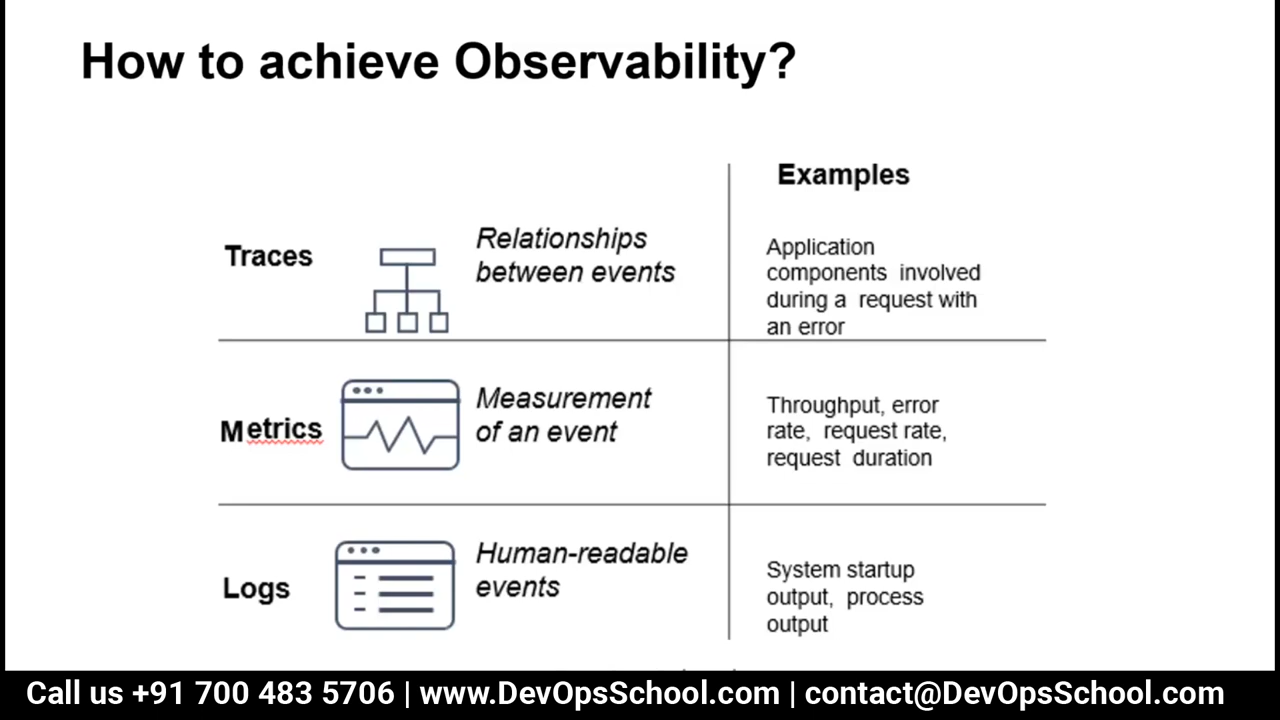 How to achieve Observability?
Examples
Traces
Relationships
between events
Application
components involved
during a request with
an error
Metrics
Measurement
of an event
Throughput, error
rate, request rate,
request duration
Logs
Human-readable
events
System startup
output, process
output
Call us +91 700 483 5706 | www.DevOpsSchool.com | contact@DevOpsSchool.com